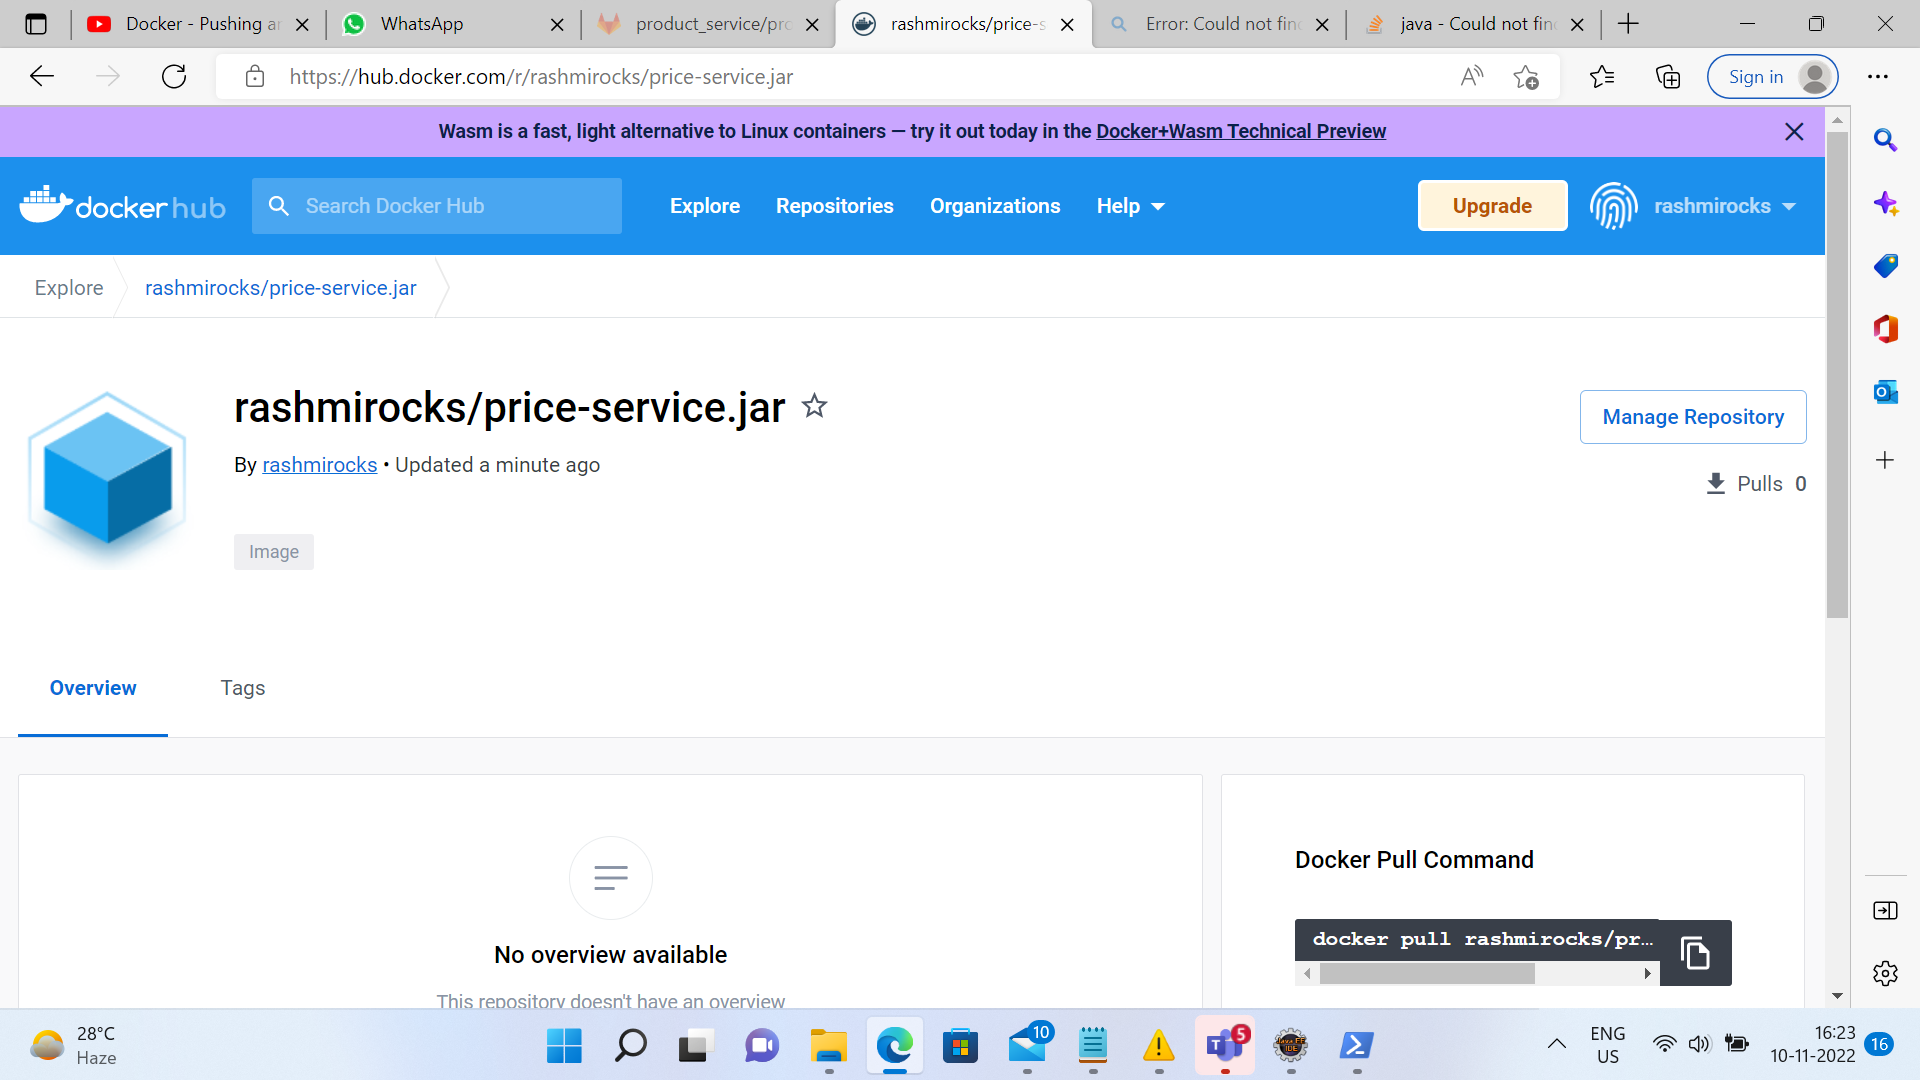 Docker - Pushing ar
WhatsApp
product_service/pro
rashmirocks/price-s
Error: Could not find
java - Could not find
https://hub.docker.com/r/rashmirocks/price-service.jar
Sign in
Wasm is a fast, light alternative to Linux containers — try it out today in the Docker+Wasm Technical Preview
docker hub
Search Docker Hub
Explore
Repositories
Organizations
Help
Upgrade
rashmirocks
Explore
rashmirocks/price-service.jar
rashmirocks/price-service.jar
By rashmirocks • Updated a minute ago
Manage Repository
Pulls 0
Image
Overview
Tags
No overview available
This repository doesn't have an overview
Docker Pull Command
docker pull rashmirocks/pr...
28°C
Haze
10
5
ENG
US
16:23
10-11-2022
16